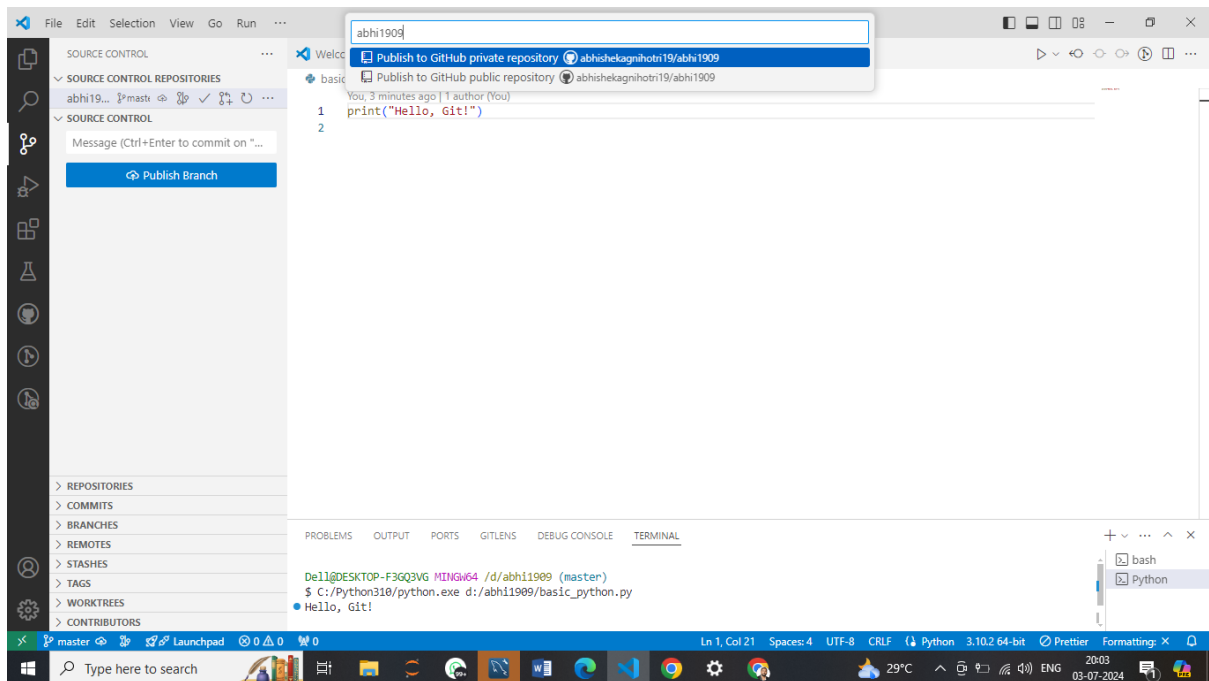 File Edit Selection View Go Run ···
abhi1909
Publish to GitHub private repository abhishekagnihotri19/abhi1909
Publish to GitHub public repository abhishekagnihotri19/abhi1909
SOURCE CONTROL ···
Welc
SOURCE CONTROL REPOSITORIES
basic
abhi19... maste ···
You, 3 minutes ago | 1 author (You)
SOURCE CONTROL
1 print("Hello, Git!")
2
Message (Ctrl+Enter to commit on "...
Publish Branch
REPOSITORIES
COMMITS
BRANCHES
REMOTES
STASHES
TAGS
WORKTREES
CONTRIBUTORS
PROBLEMS OUTPUT PORTS GITLENS DEBUG CONSOLE TERMINAL
bash
Python
Dell@DESKTOP-F3GQ3VG MINGW64 /d/abhi1909 (master)
$ C:/Python310/python.exe d:/abhi1909/basic_python.py
Hello, Git!
master Launchpad 0 0 0 Ln 1, Col 21 Spaces: 4 UTF-8 CRLF Python 3.10.2 64-bit Prettier Formatting: ×
Type here to search 29°C ENG 20:03
03-07-2024